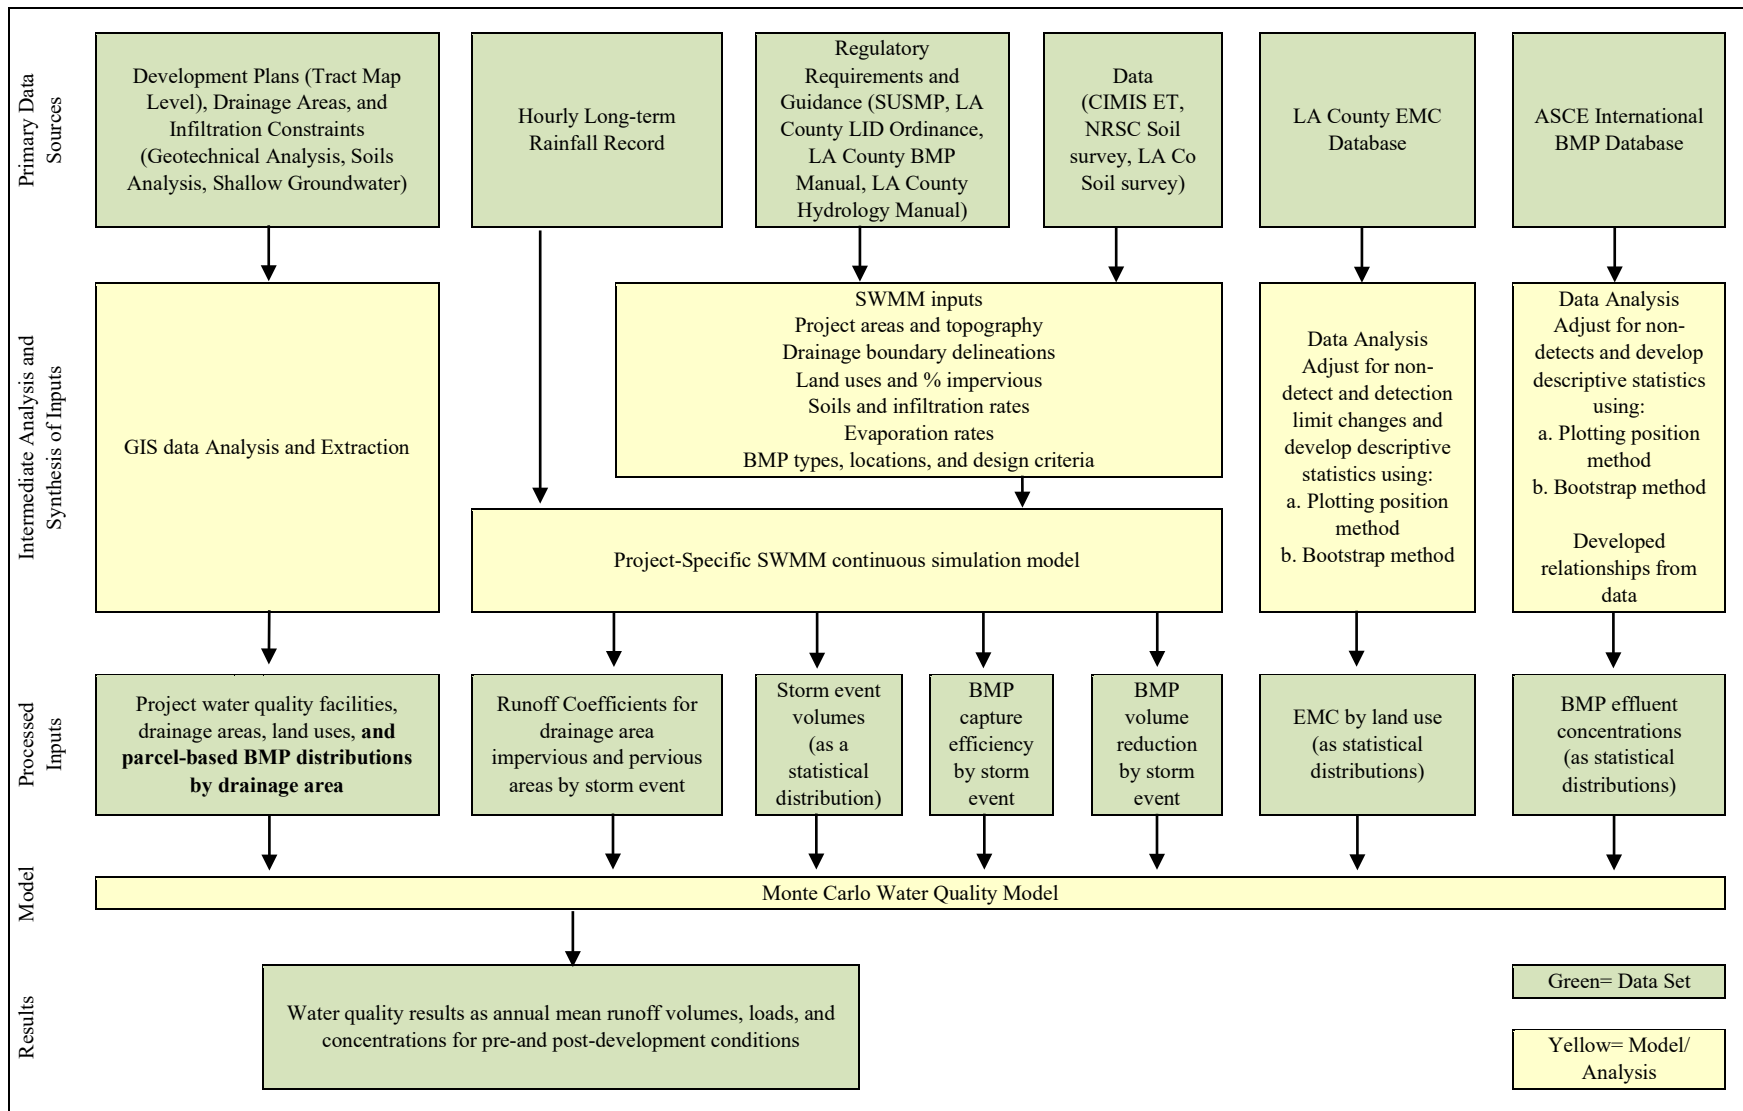 Primary Data
Sources
Development Plans (Tract Map
Level), Drainage Areas, and
Infiltration Constraints
(Geotechnical Analysis, Soils
Analysis, Shallow Groundwater)
Hourly Long-term
Rainfall Record
Regulatory
Requirements and
Guidance (SUSMP, LA
County LID Ordinance,
LA County BMP
Manual, LA County
Hydrology Manual)
Data
(CIMIS ET,
NRSC Soil
survey, LA Co
Soil survey)
LA County EMC
Database
ASCE International
BMP Database
Intermediate Analysis and
Synthesis of Inputs
GIS data Analysis and Extraction
SWMM inputs
Project areas and topography
Drainage boundary delineations
Land uses and % impervious
Soils and infiltration rates
Evaporation rates
BMP types, locations, and design criteria
Project-Specific SWMM continuous simulation model
Data Analysis
Adjust for non-
detect and detection
limit changes and
develop descriptive
statistics using:
a. Plotting position
method
b. Bootstrap method
Data Analysis
Adjust for non-
detects and develop
descriptive statistics
using:
a. Plotting position
method
b. Bootstrap method
Developed
relationships from
data
Processed
Inputs
Project water quality facilities,
drainage areas, land uses, and
parcel-based BMP distributions
by drainage area
Runoff Coefficients for
drainage area
impervious and pervious
areas by storm event
Storm event
volumes
(as a
statistical
distribution)
BMP
capture
efficiency
by storm
event
BMP
volume
reduction
by storm
event
EMC by land use
(as statistical
distributions)
BMP effluent
concentrations
(as statistical
distributions)
Model
Monte Carlo Water Quality Model
Results
Water quality results as annual mean runoff volumes, loads, and
concentrations for pre-and post-development conditions
Green= Data Set
Yellow= Model/
Analysis